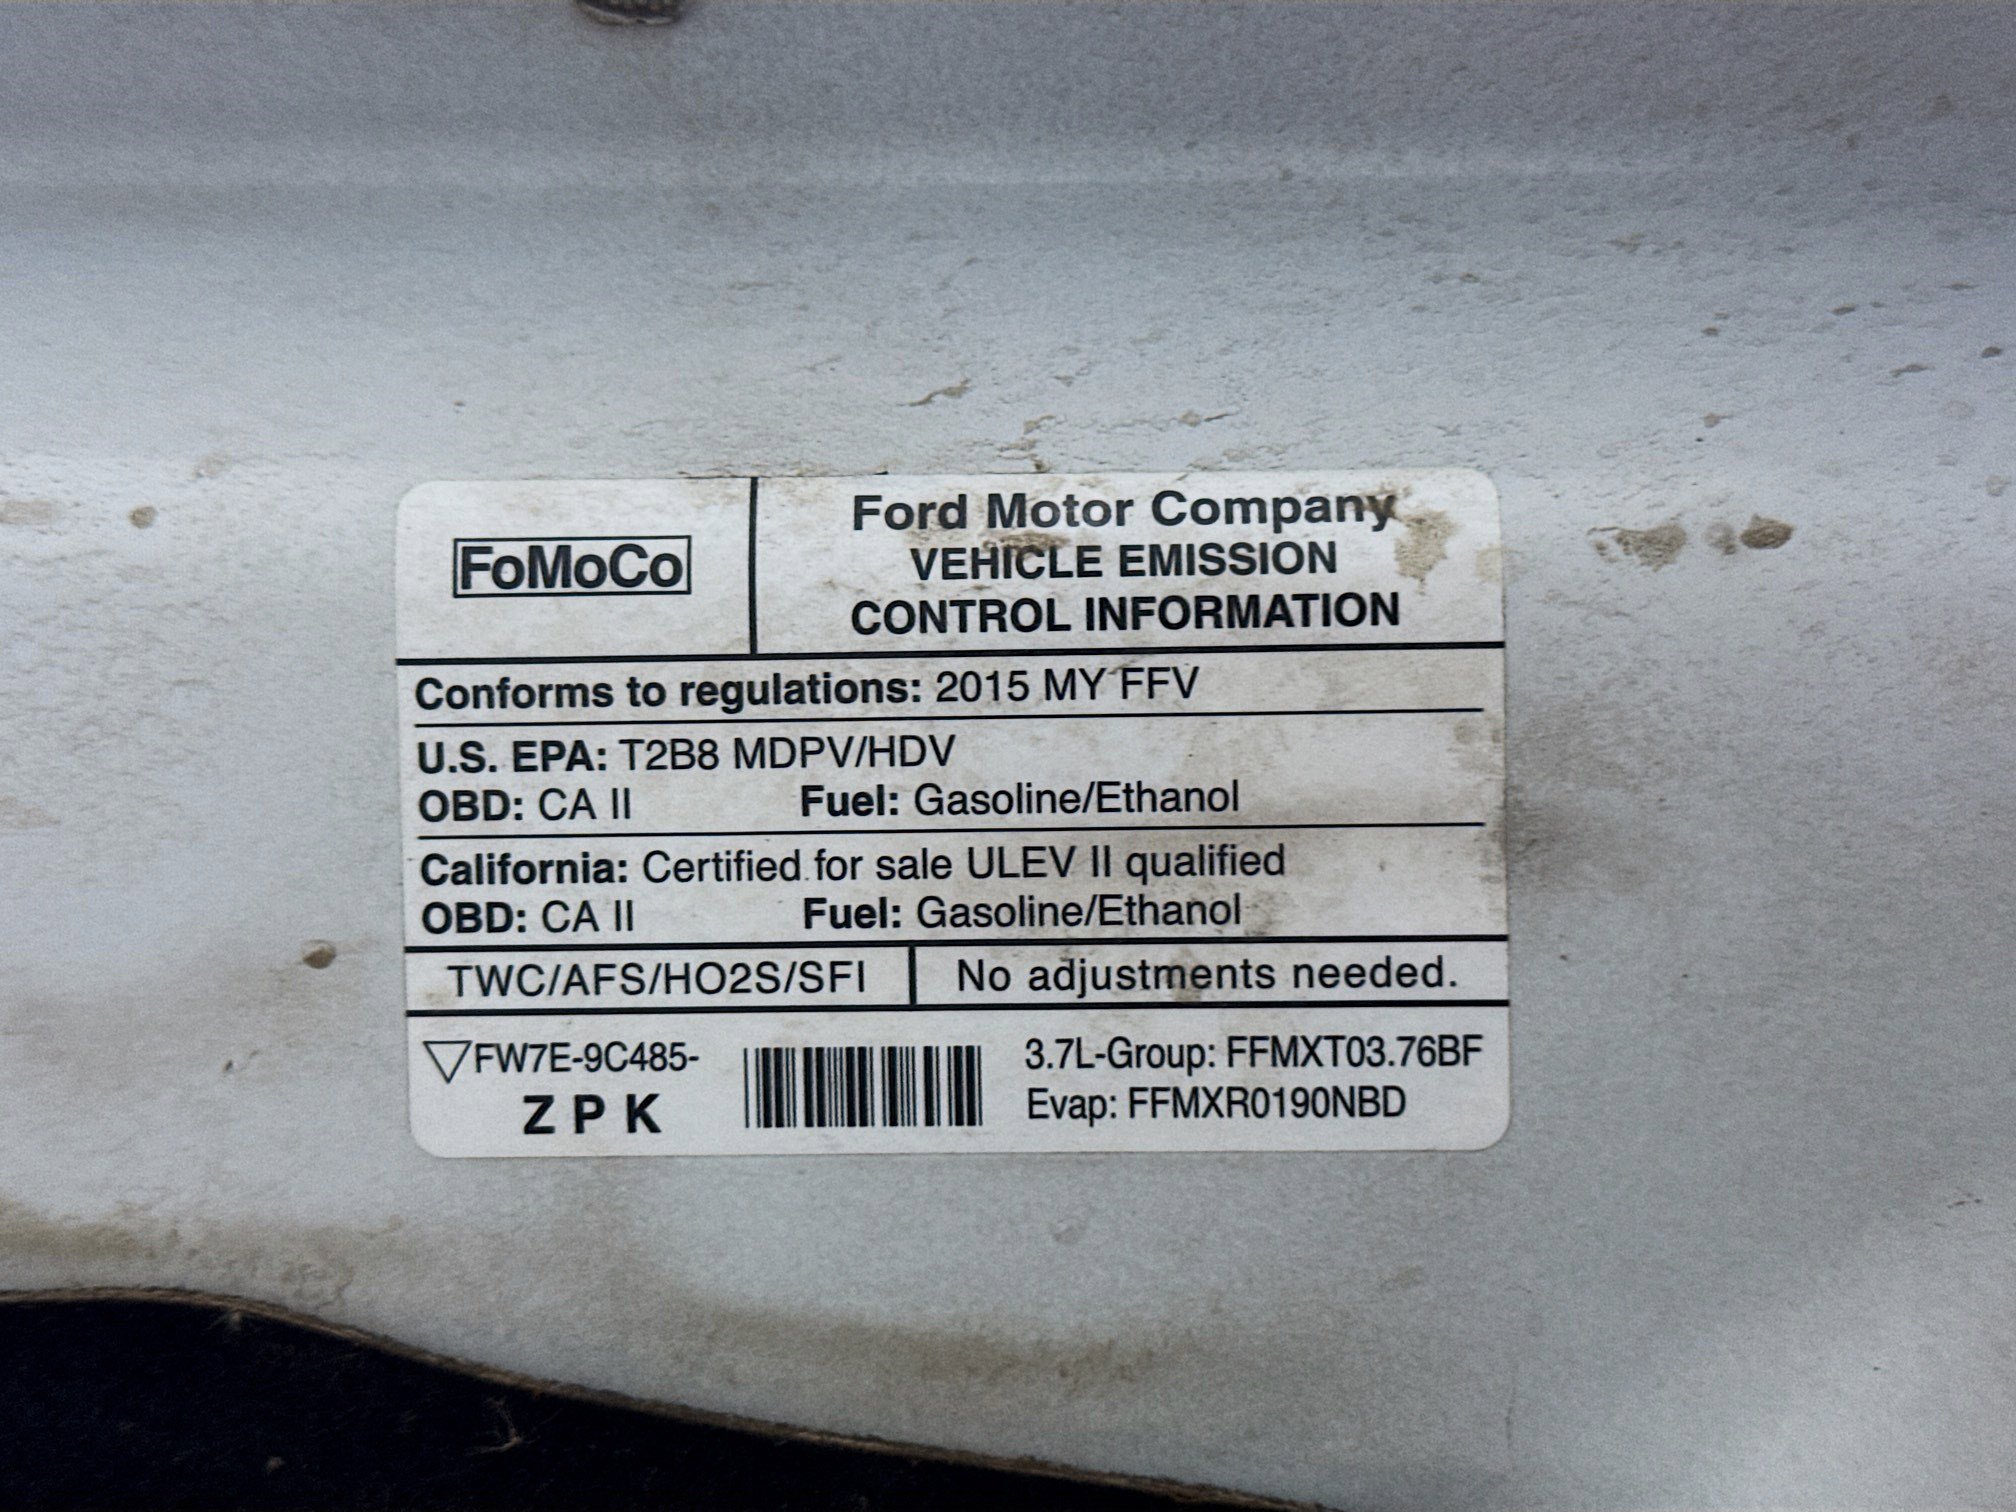 FoMoCo
Ford Motor Company
VEHICLE EMISSION
CONTROL INFORMATION
Conforms to regulations: 2015 MY FFV
U.S. EPA: T2B8 MDPV/HDV
OBD: CA II Fuel: Gasoline/Ethanol
California: Certified for sale ULEV II qualified
OBD: CA II Fuel: Gasoline/Ethanol
TWC/AFS/HO2S/SFI No adjustments needed.
FW7E-9C485-
Z P K
3.7L-Group: FFMXT03.76BF
Evap: FFMXR0190NBD